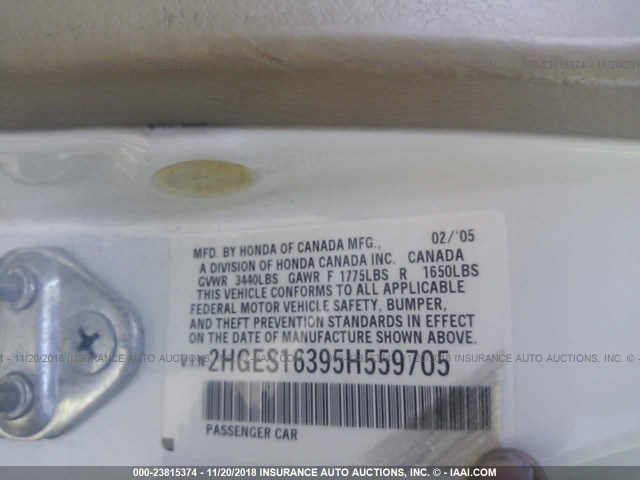 02/'05
MFD. BY HONDA OF CANADA MFG.,
A DIVISION OF HONDA CANADA INC. CANADA
GVWR 3440LBS GAWR F 1775LBS R 1650LBS
THIS VEHICLE CONFORMS TO ALL APPLICABLE
FEDERAL MOTOR VEHICLE SAFETY, BUMPER,
AND THEFT PREVENTION STANDARDS IN EFFECT
ON THE DATE OF MANUFACTURE SHOWN ABOVE.
VIN 2HGES16395H559705
PASSENGER CAR
000-23815374 - 11/20/2018 INSURANCE AUTO AUCTIONS, INC. © - IAAI.COM